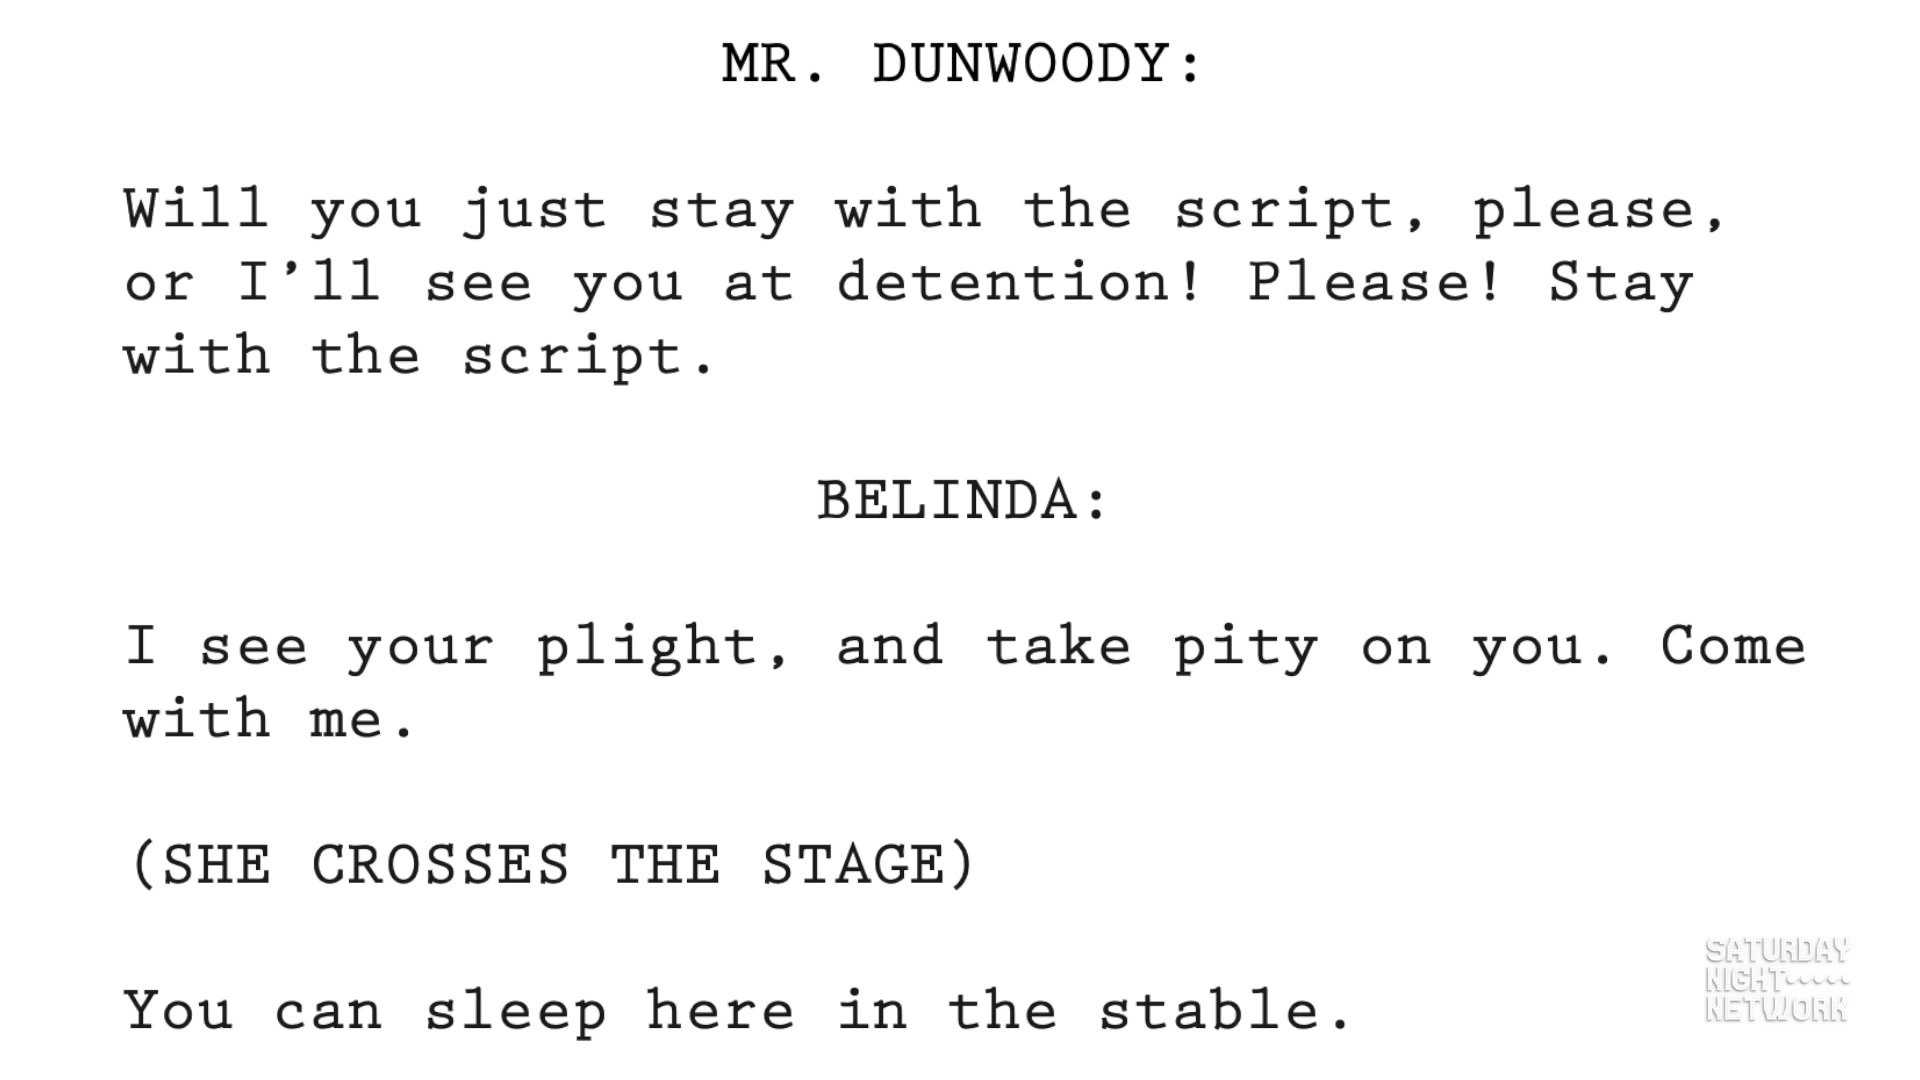 MR. DUNWOODY:
Will you just stay with the script, please,
or I’ll see you at detention! Please! Stay
with the script.
BELINDA:
I see your plight, and take pity on you. Come
with me.
(SHE CROSSES THE STAGE)
You can sleep here in the stable.
SATURDAY
NIGHT
NETWORK